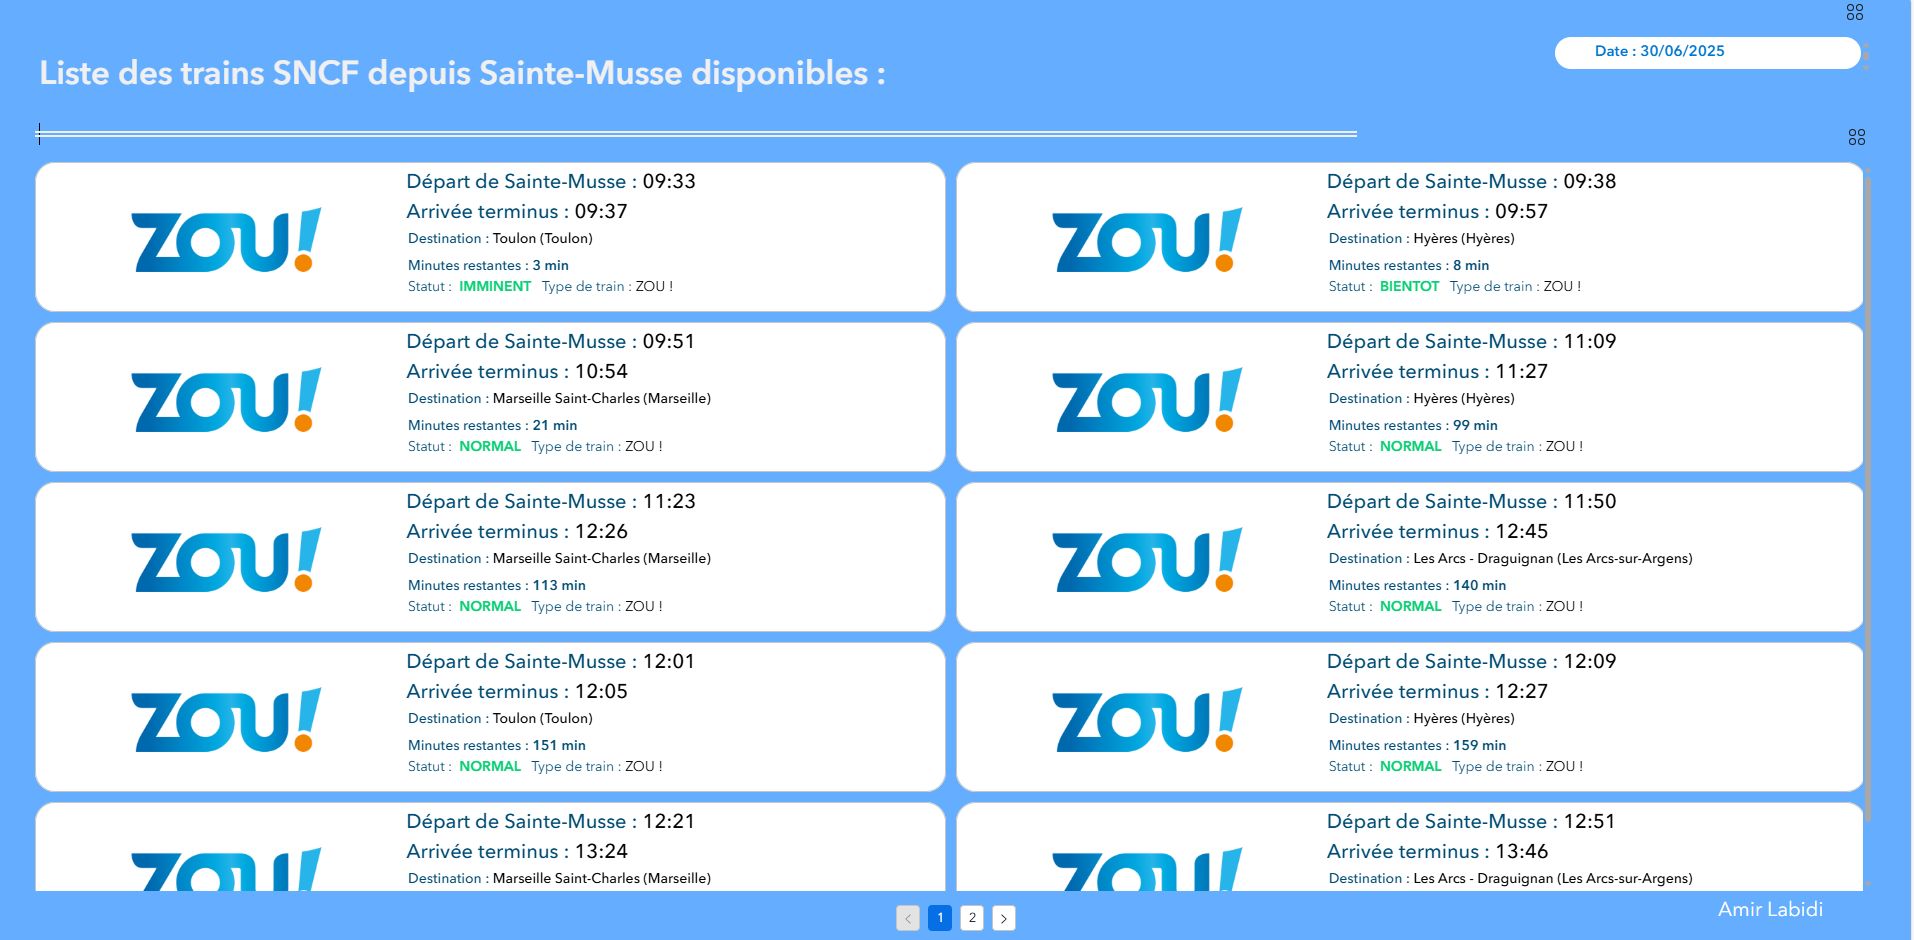 Date : 30/06/2025
Liste des trains SNCF depuis Sainte-Musse disponibles :
ZOU!
Départ de Sainte-Musse : 09:33
Arrivée terminus : 09:37
Destination : Toulon (Toulon)
Minutes restantes : 3 min
Statut : IMMINENT Type de train : ZOU !
ZOU!
Départ de Sainte-Musse : 09:38
Arrivée terminus : 09:57
Destination : Hyères (Hyères)
Minutes restantes : 8 min
Statut : BIENTOT Type de train : ZOU !
ZOU!
Départ de Sainte-Musse : 09:51
Arrivée terminus : 10:54
Destination : Marseille Saint-Charles (Marseille)
Minutes restantes : 21 min
Statut : NORMAL Type de train : ZOU !
ZOU!
Départ de Sainte-Musse : 11:09
Arrivée terminus : 11:27
Destination : Hyères (Hyères)
Minutes restantes : 99 min
Statut : NORMAL Type de train : ZOU !
ZOU!
Départ de Sainte-Musse : 11:23
Arrivée terminus : 12:26
Destination : Marseille Saint-Charles (Marseille)
Minutes restantes : 113 min
Statut : NORMAL Type de train : ZOU !
ZOU!
Départ de Sainte-Musse : 11:50
Arrivée terminus : 12:45
Destination : Les Arcs - Draguignan (Les Arcs-sur-Argens)
Minutes restantes : 140 min
Statut : NORMAL Type de train : ZOU !
ZOU!
Départ de Sainte-Musse : 12:01
Arrivée terminus : 12:05
Destination : Toulon (Toulon)
Minutes restantes : 151 min
Statut : NORMAL Type de train : ZOU !
ZOU!
Départ de Sainte-Musse : 12:09
Arrivée terminus : 12:27
Destination : Hyères (Hyères)
Minutes restantes : 159 min
Statut : NORMAL Type de train : ZOU !
ZOU!
Départ de Sainte-Musse : 12:21
Arrivée terminus : 13:24
Destination : Marseille Saint-Charles (Marseille)
ZOU!
Départ de Sainte-Musse : 12:51
Arrivée terminus : 13:46
Destination : Les Arcs - Draguignan (Les Arcs-sur-Argens)
< 1 2 >
Amir Labidi